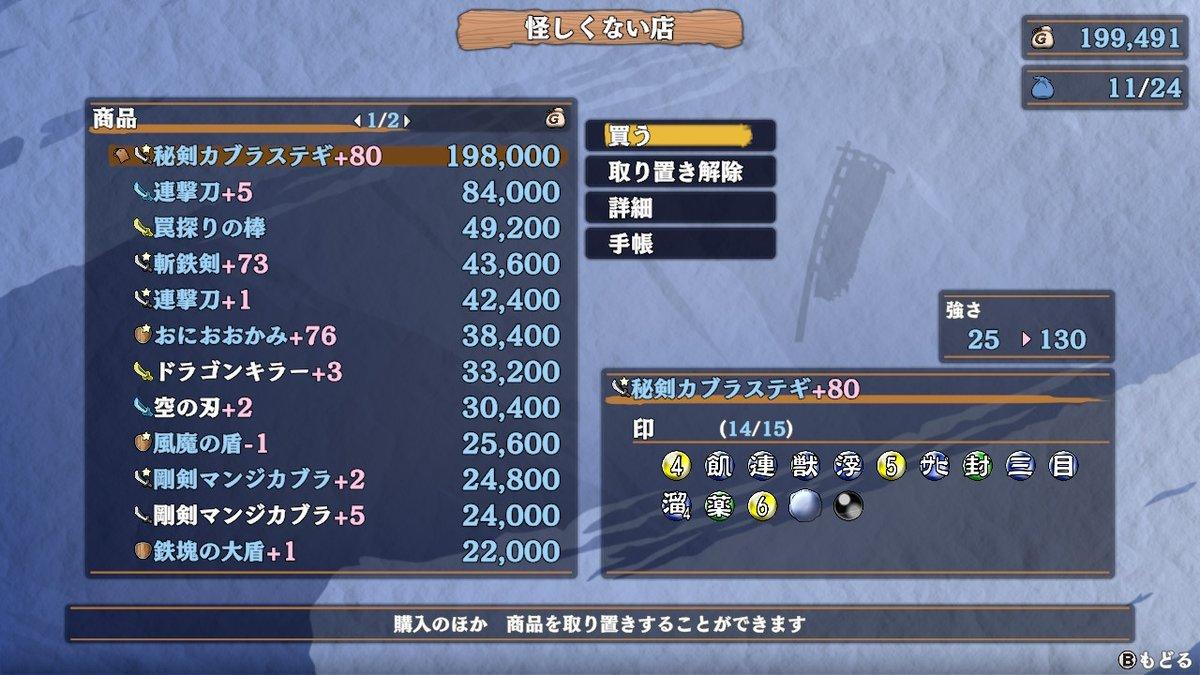 怪しくない店
G 199,491
11/24
商品 1/2 G
秘剣カブラステギ+80 198,000
連撃刀+5 84,000
罠探りの棒 49,200
斬鉄剣+73 43,600
連撃刀+1 42,400
おにおおかみ+76 38,400
ドラゴンキラー+3 33,200
空の刃+2 30,400
風魔の盾-1 25,600
剛剣マンジカブラ+2 24,800
剛剣マンジカブラ+5 24,000
鉄塊の大盾+1 22,000
買う
取り置き解除
詳細
手帳
強さ
25 130
秘剣カブラステギ+80
印 (14/15)
4 飢 連 獣 浮 5 サビ 封 三 目
溜4 薬 6
購入のほか 商品を取り置きすることができます
Bもどる